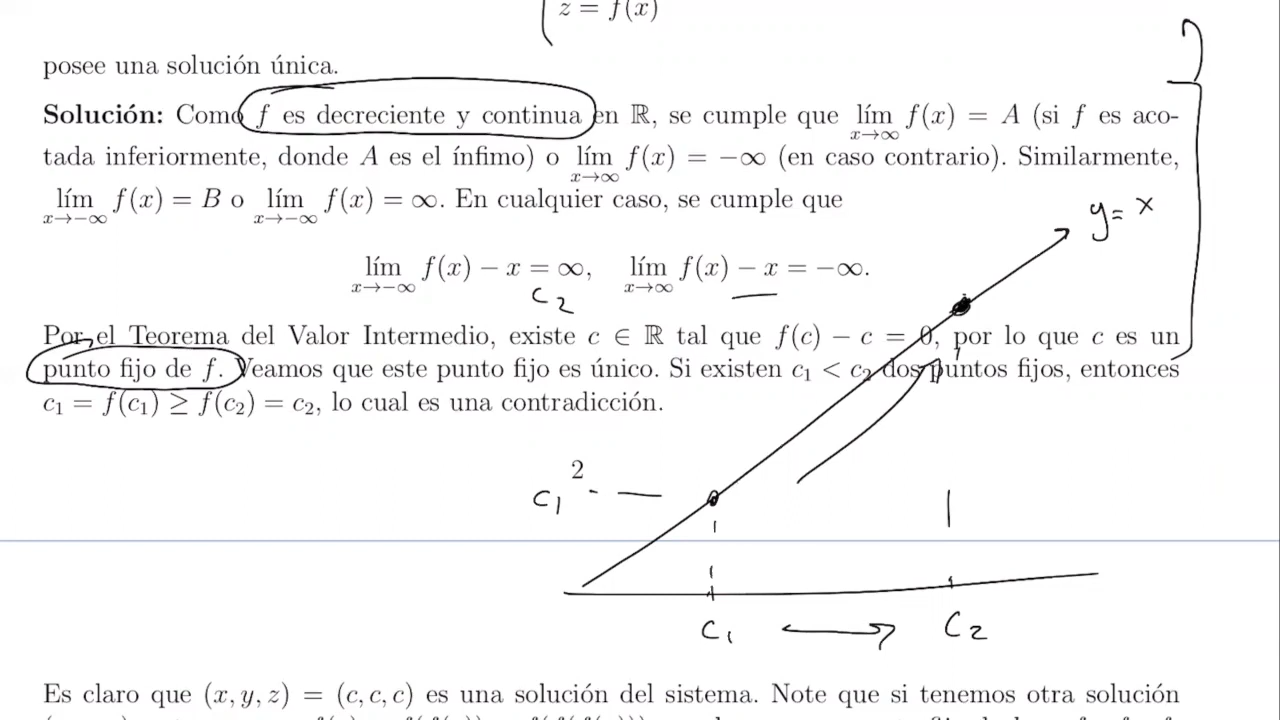 z = f(x)
posee una solución única.
Solución: Como f es decreciente y continua en ℝ, se cumple que lím_{x→∞} f(x) = A (si f es aco-
tada inferiormente, donde A es el ínfimo) o lím_{x→∞} f(x) = −∞ (en caso contrario). Similarmente,
lím_{x→−∞} f(x) = B o lím_{x→−∞} f(x) = ∞. En cualquier caso, se cumple que
y = x
lím_{x→−∞} f(x) − x = ∞, lím_{x→∞} f(x) − x = −∞.
c₂
Por el Teorema del Valor Intermedio, existe c ∈ ℝ tal que f(c) − c = 0, por lo que c es un
punto fijo de f. Veamos que este punto fijo es único. Si existen c₁ < c₂ dos puntos fijos, entonces
c₁ = f(c₁) ≥ f(c₂) = c₂, lo cual es una contradicción.
2
c₁
c₁ c₂
Es claro que (x, y, z) = (c, c, c) es una solución del sistema. Note que si tenemos otra solución